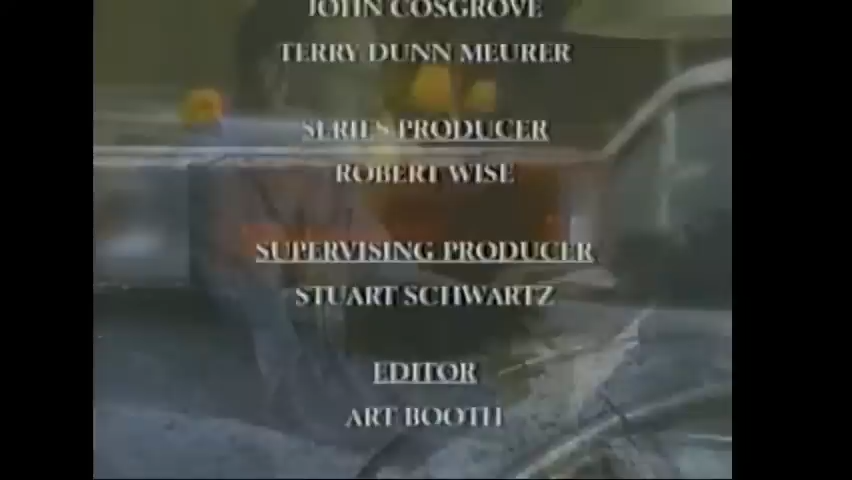 JOHN COSGROVE
TERRY DUNN MEURER
SERIES PRODUCER
ROBERT WISE
SUPERVISING PRODUCER
STUART SCHWARTZ
EDITOR
ART BOOTH